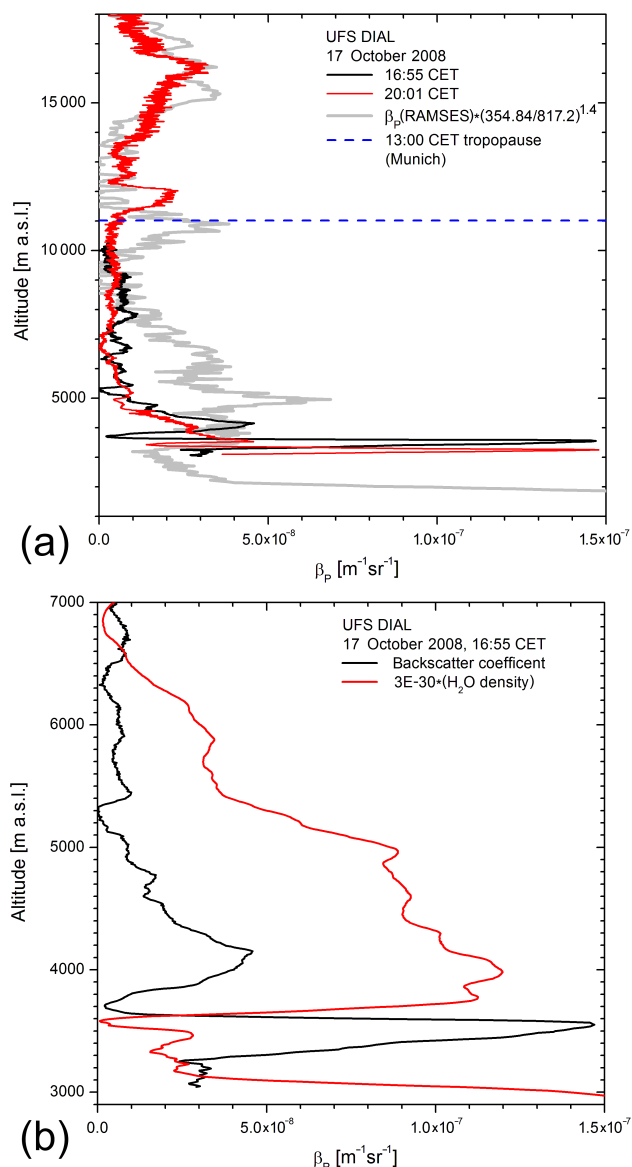 UFS DIAL
17 October 2008
16:55 CET
20:01 CET
βP(RAMSES)*(354.84/817.2)^1.4
13:00 CET tropopause
(Munich)
15000
10000
5000
Altitude [m a.s.l.]
0.0 5.0x10⁻⁸ 1.0x10⁻⁷ 1.5x10⁻⁷
(a)
βP [m⁻¹sr⁻¹]
7000
UFS DIAL
17 October 2008, 16:55 CET
Backscatter coefficent
3E-30*(H₂O density)
6000
5000
4000
3000
Altitude [m a.s.l.]
0.0 5.0x10⁻⁸ 1.0x10⁻⁷ 1.5x10⁻⁷
(b)
βP [m⁻¹sr⁻¹]